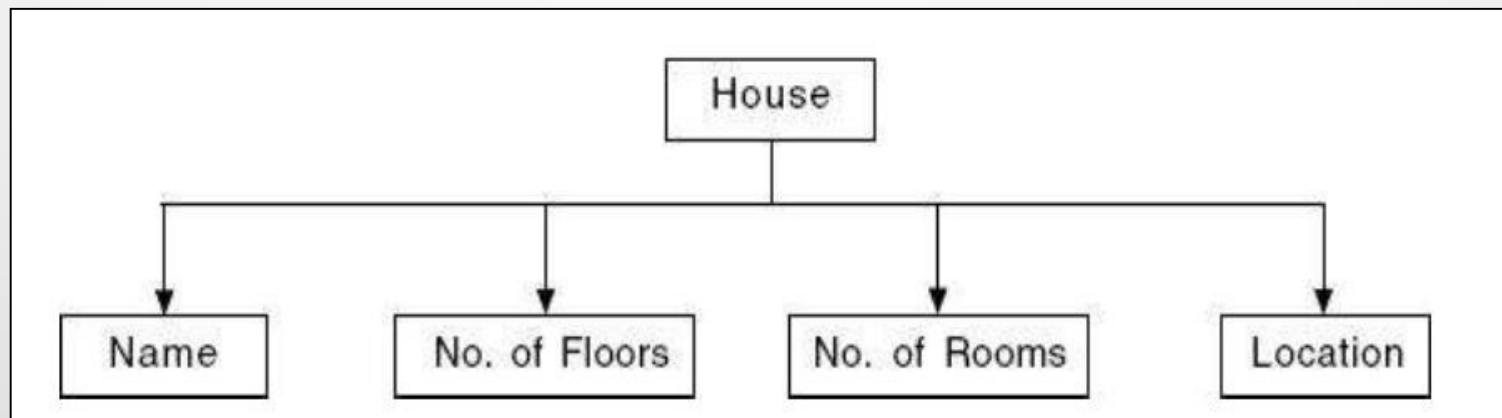 House
Name
No. of Floors
No. of Rooms
Location